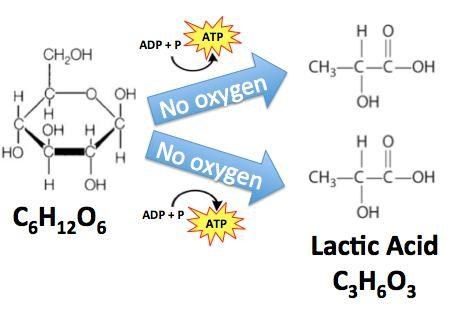 CH₂OH
H
C
O
OH
H
C
OH
H
C
HO
C
C
H
H
OH
C₆H₁₂O₆
ADP + P
ATP
No oxygen
No oxygen
ADP + P
ATP
H O
CH₃–C–C–OH
OH
H O
CH₃–C–C–OH
OH
Lactic Acid
C₃H₆O₃